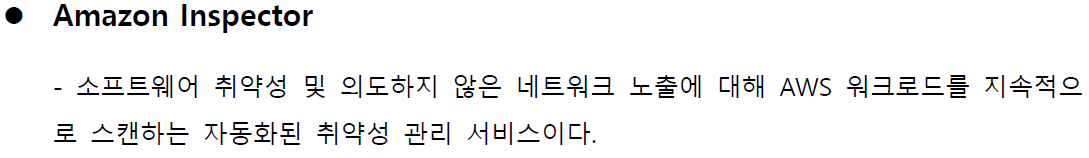 ● Amazon Inspector
- 소프트웨어 취약성 및 의도하지 않은 네트워크 노출에 대해 AWS 워크로드를 지속적으
로 스캔하는 자동화된 취약성 관리 서비스이다.